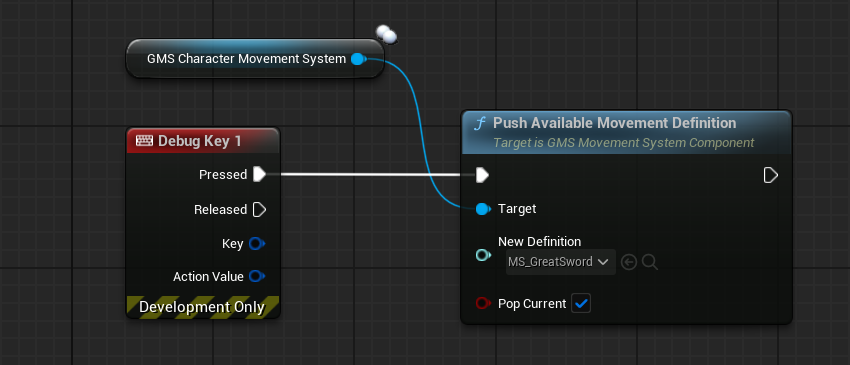 GMS Character Movement System
Debug Key 1
Pressed
Released
Key
Action Value
Development Only
f Push Available Movement Definition
Target is GMS Movement System Component
Target
New Definition
MS_GreatSword
Pop Current